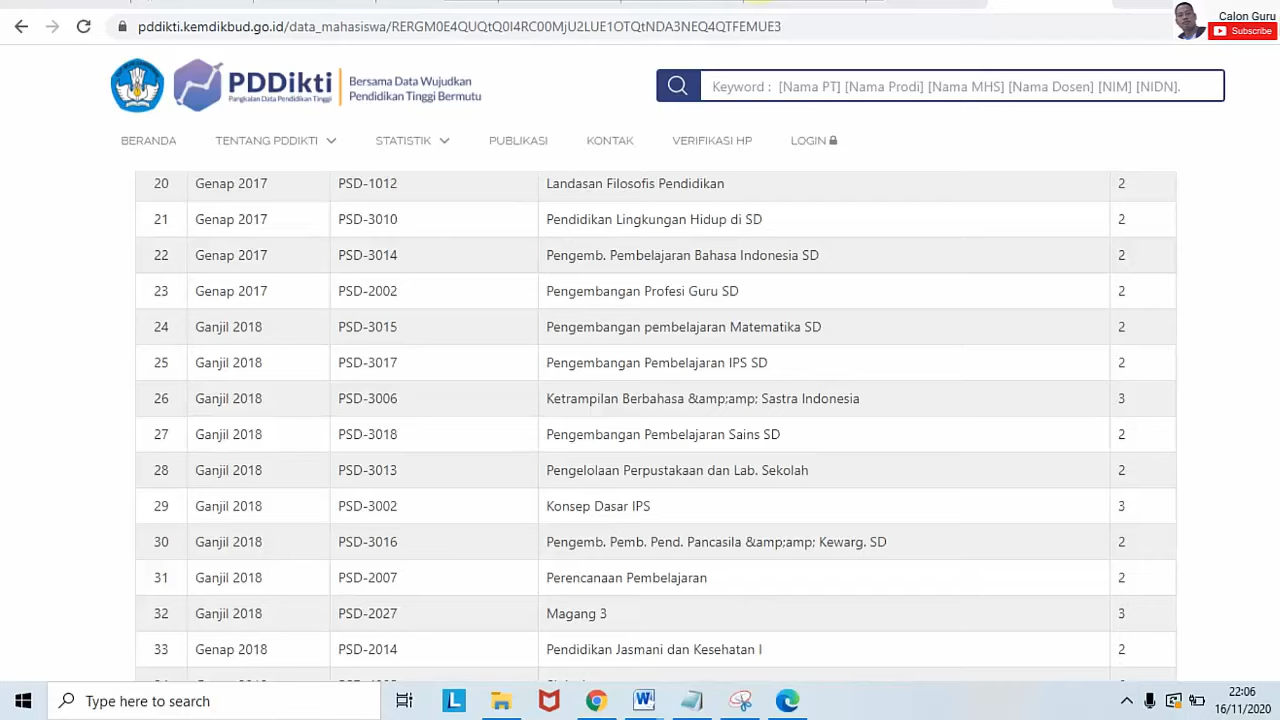 pddikti.kemdikbud.go.id/data_mahasiswa/RERGM0E4QUQtQ0I4RC00MjU2LUE1OTQtNDA3NEQ4QTFEMUE3
Calon Guru
Subscribe
PDDikti
Pangkalan Data Pendidikan Tinggi
Bersama Data Wujudkan
Pendidikan Tinggi Bermutu
Keyword : [Nama PT] [Nama Prodi] [Nama MHS] [Nama Dosen] [NIM] [NIDN].
BERANDA TENTANG PDDIKTI STATISTIK PUBLIKASI KONTAK VERIFIKASI HP LOGIN
20 Genap 2017 PSD-1012 Landasan Filosofis Pendidikan 2
21 Genap 2017 PSD-3010 Pendidikan Lingkungan Hidup di SD 2
22 Genap 2017 PSD-3014 Pengemb. Pembelajaran Bahasa Indonesia SD 2
23 Genap 2017 PSD-2002 Pengembangan Profesi Guru SD 2
24 Ganjil 2018 PSD-3015 Pengembangan pembelajaran Matematika SD 2
25 Ganjil 2018 PSD-3017 Pengembangan Pembelajaran IPS SD 2
26 Ganjil 2018 PSD-3006 Ketrampilan Berbahasa &amp;amp; Sastra Indonesia 3
27 Ganjil 2018 PSD-3018 Pengembangan Pembelajaran Sains SD 2
28 Ganjil 2018 PSD-3013 Pengelolaan Perpustakaan dan Lab. Sekolah 2
29 Ganjil 2018 PSD-3002 Konsep Dasar IPS 3
30 Ganjil 2018 PSD-3016 Pengemb. Pemb. Pend. Pancasila &amp;amp; Kewarg. SD 2
31 Ganjil 2018 PSD-2007 Perencanaan Pembelajaran 2
32 Ganjil 2018 PSD-2027 Magang 3 3
33 Genap 2018 PSD-2014 Pendidikan Jasmani dan Kesehatan I 2
Type here to search
22:06
16/11/2020